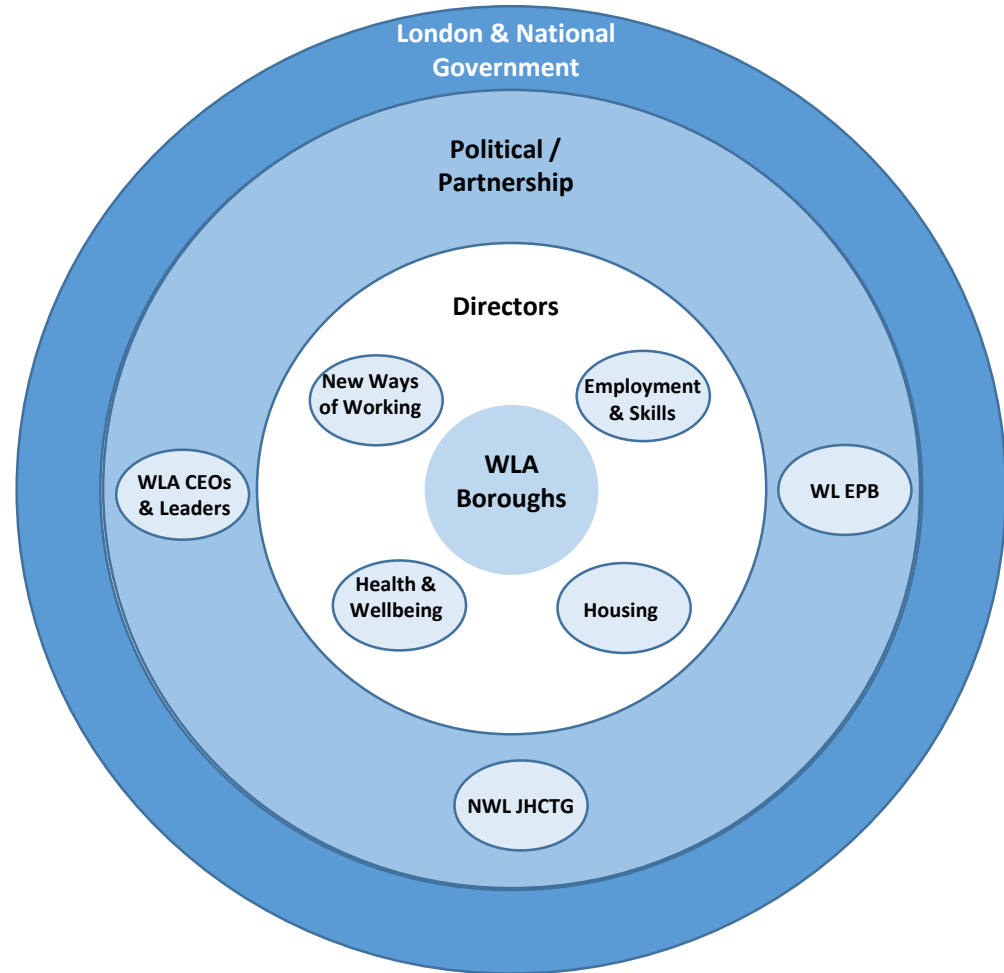 London & National
Government
Political /
Partnership
Directors
New Ways
of Working
Employment
& Skills
WLA
Boroughs
WLA CEOs
& Leaders
WL EPB
Health &
Wellbeing
Housing
NWL JHCTG